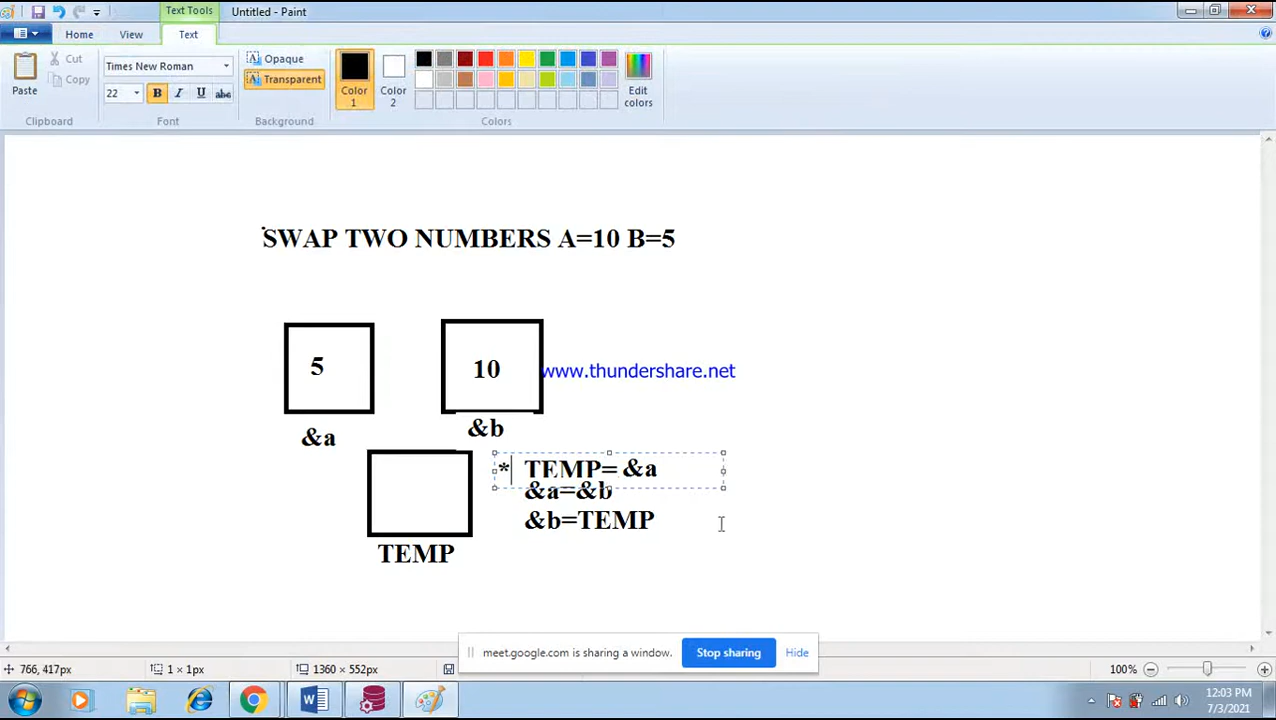 Text Tools
Untitled - Paint
Home
View
Text
Paste
Cut
Copy
Clipboard
Times New Roman
22
B I U abc
Font
Opaque
Transparent
Background
Color 1
Color 2
Edit colors
Colors
SWAP TWO NUMBERS A=10 B=5
5
10
www.thundershare.net
&a
&b
* TEMP= &a
&a=&b
&b=TEMP
TEMP
meet.google.com is sharing a window.
Stop sharing
Hide
766, 417px
1 × 1px
1360 × 552px
100%
12:03 PM
7/3/2021